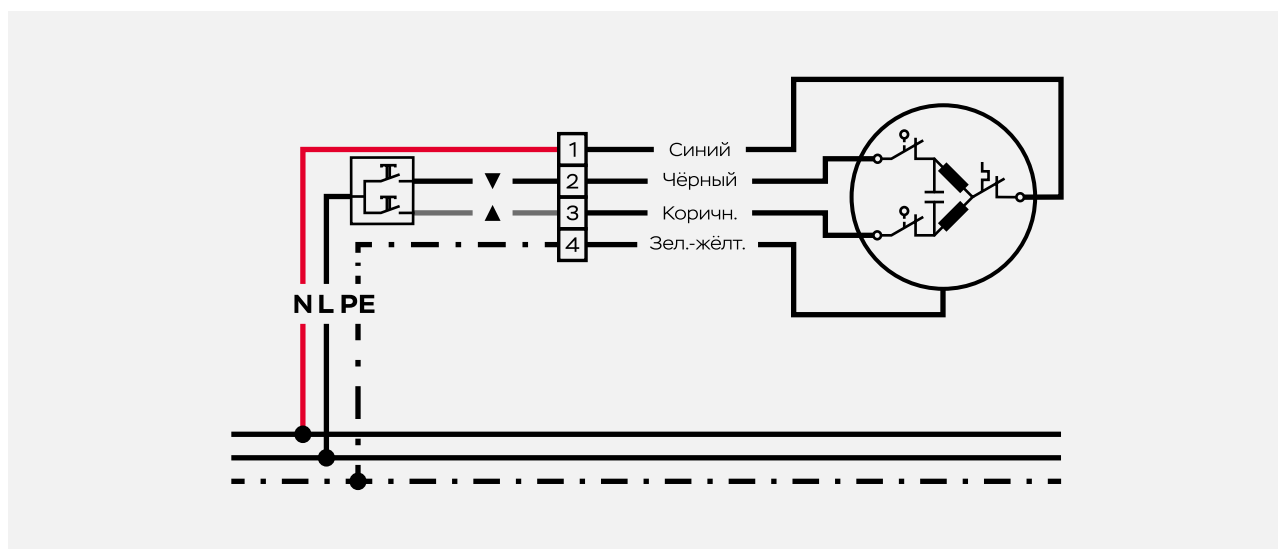 1 Синий
2 Чёрный
3 Коричн.
4 Зел.-жёлт.
N L PE